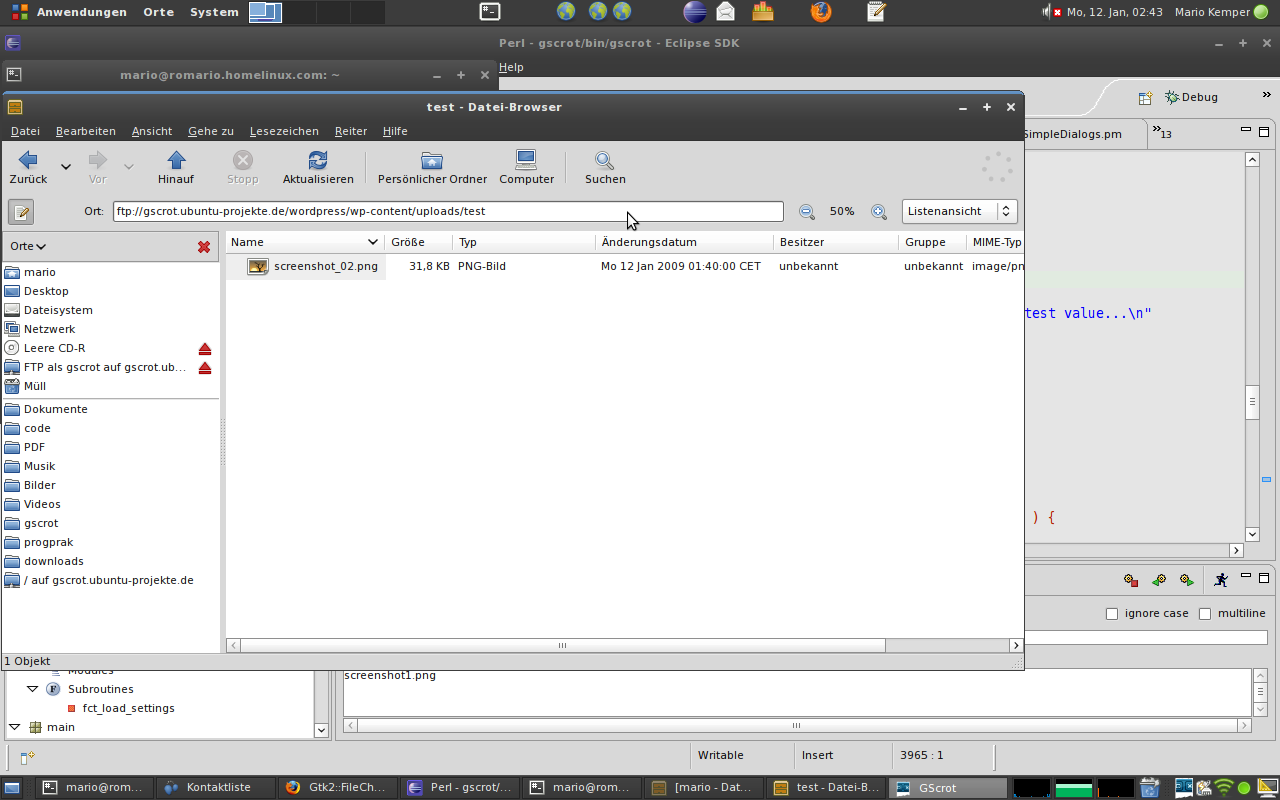 Anwendungen Orte System Mo, 12. Jan, 02:43 Mario Kemper
Perl - gscrot/bin/gscrot - Eclipse SDK
mario@romario.homelinux.com: ~
Help
test - Datei-Browser
Debug
Datei Bearbeiten Ansicht Gehe zu Lesezeichen Reiter Hilfe
SimpleDialogs.pm »13
Zurück Vor Hinauf Stopp Aktualisieren Persönlicher Ordner Computer Suchen
Ort: ftp://gscrot.ubuntu-projekte.de/wordpress/wp-content/uploads/test 50% Listenansicht
Orte Name Größe Typ Änderungsdatum Besitzer Gruppe MIME-Typ
screenshot_02.png 31,8 KB PNG-Bild Mo 12 Jan 2009 01:40:00 CET unbekannt unbekannt image/pn
mario
Desktop
Dateisystem
test value...\n"
Netzwerk
Leere CD-R
FTP als gscrot auf gscrot.ub...
Müll
Dokumente
code
PDF
Musik
Bilder
Videos
) {
gscrot
progprak
downloads
/ auf gscrot.ubuntu-projekte.de
ignore case multiline
1 Objekt
Modules
screenshot1.png
Subroutines
fct_load_settings
main
Writable Insert 3965 : 1
mario@rom... Kontaktliste Gtk2::FileCh... Perl - gscrot/... mario@rom... [mario - Dat... test - Datei-B... GScrot